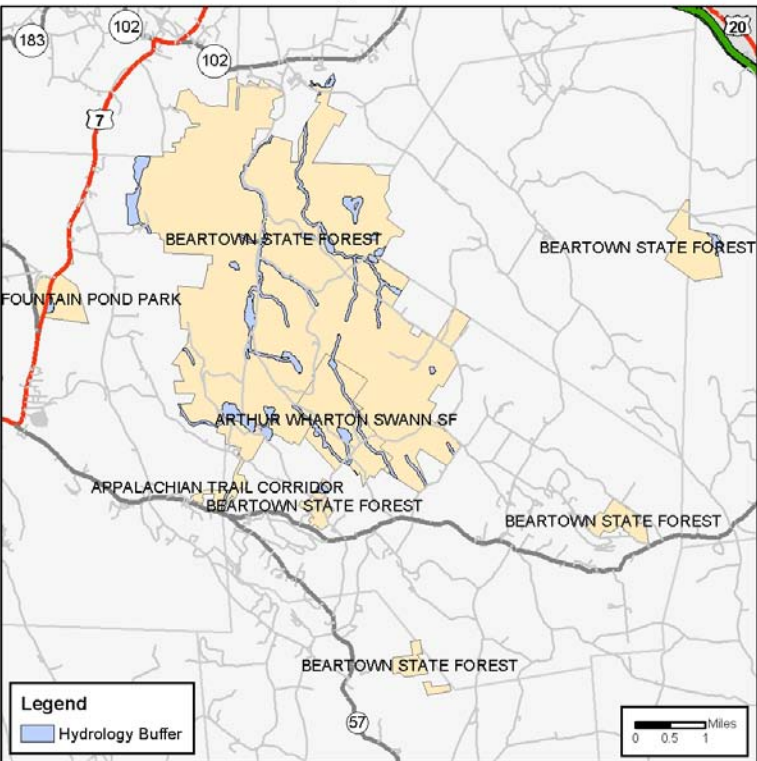 20
102
183
102
7
BEARTOWN STATE FOREST
BEARTOWN STATE FOREST
FOUNTAIN POND PARK
ARTHUR WHARTON SWANN SF
APPALACHIAN TRAIL CORRIDOR
BEARTOWN STATE FOREST
BEARTOWN STATE FOREST
BEARTOWN STATE FOREST
57
Legend
Hydrology Buffer
Miles
0 0.5 1